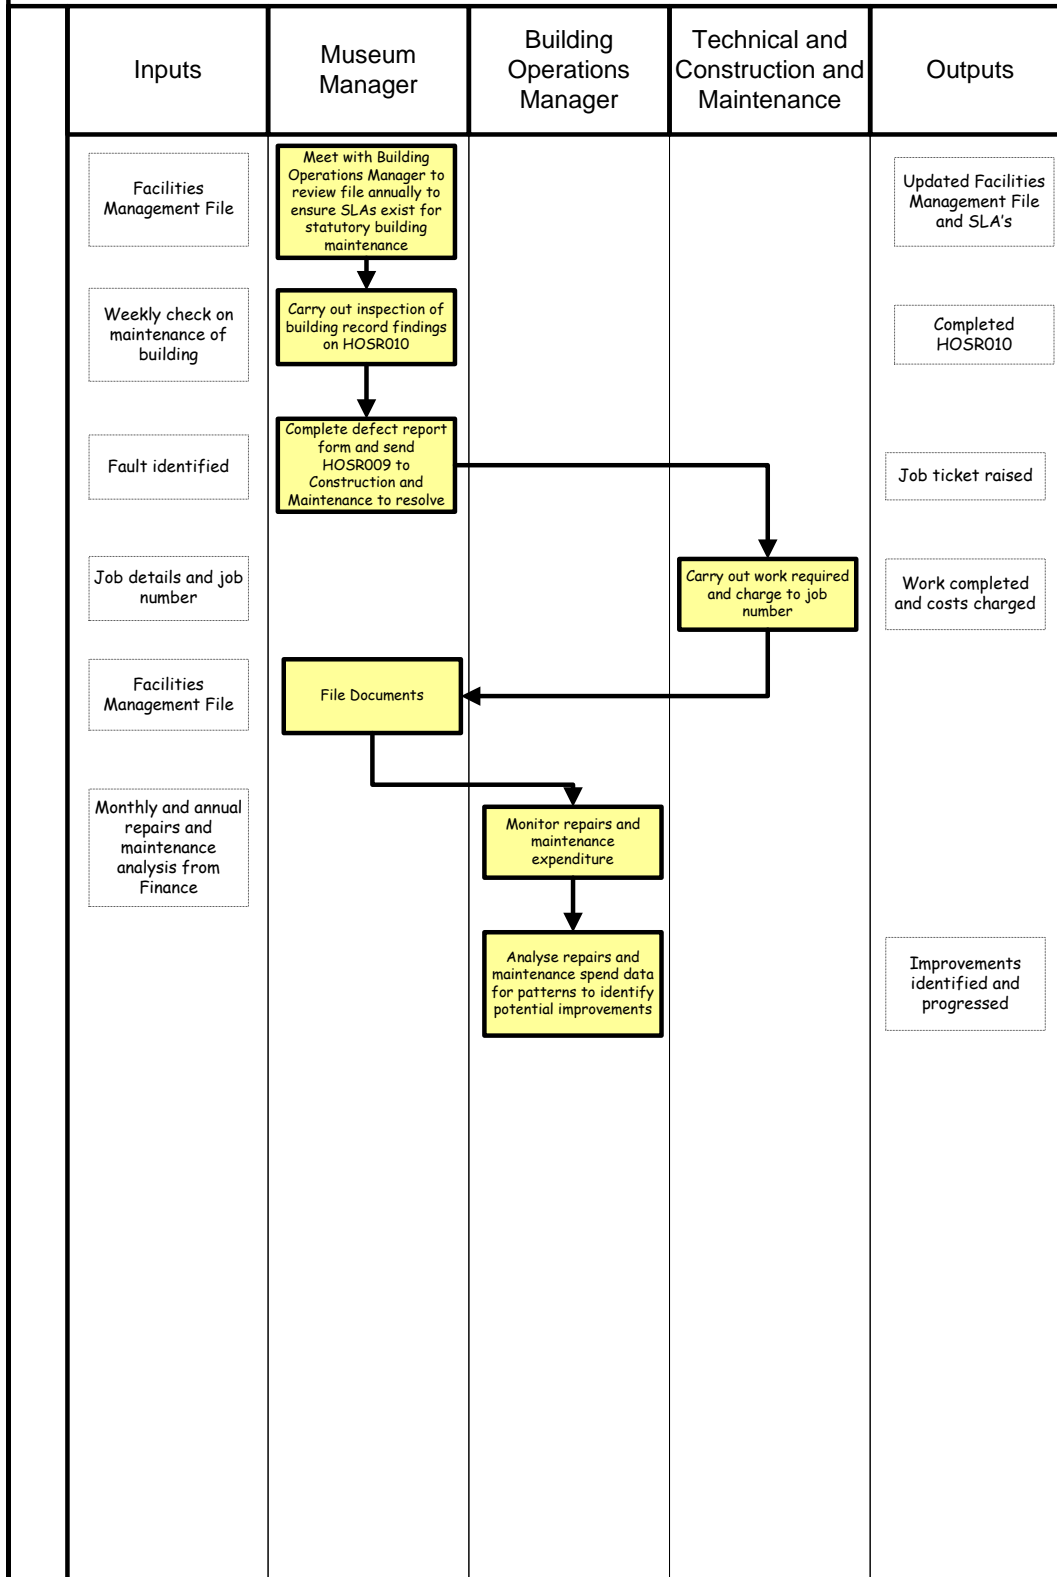 Inputs
Museum
Manager
Building
Operations
Manager
Technical and
Construction and
Maintenance
Outputs
Facilities
Management File
Meet with Building
Operations Manager to
review file annually to
ensure SLAs exist for
statutory building
maintenance
Updated Facilities
Management File
and SLA's
Weekly check on
maintenance of
building
Carry out inspection of
building record findings
on HOSR010
Completed
HOSR010
Fault identified
Complete defect report
form and send
HOSR009 to
Construction and
Maintenance to resolve
Job ticket raised
Job details and job
number
Carry out work required
and charge to job
number
Work completed
and costs charged
Facilities
Management File
File Documents
Monthly and annual
repairs and
maintenance
analysis from
Finance
Monitor repairs and
maintenance
expenditure
Analyse repairs and
maintenance spend data
for patterns to identify
potential improvements
Improvements
identified and
progressed